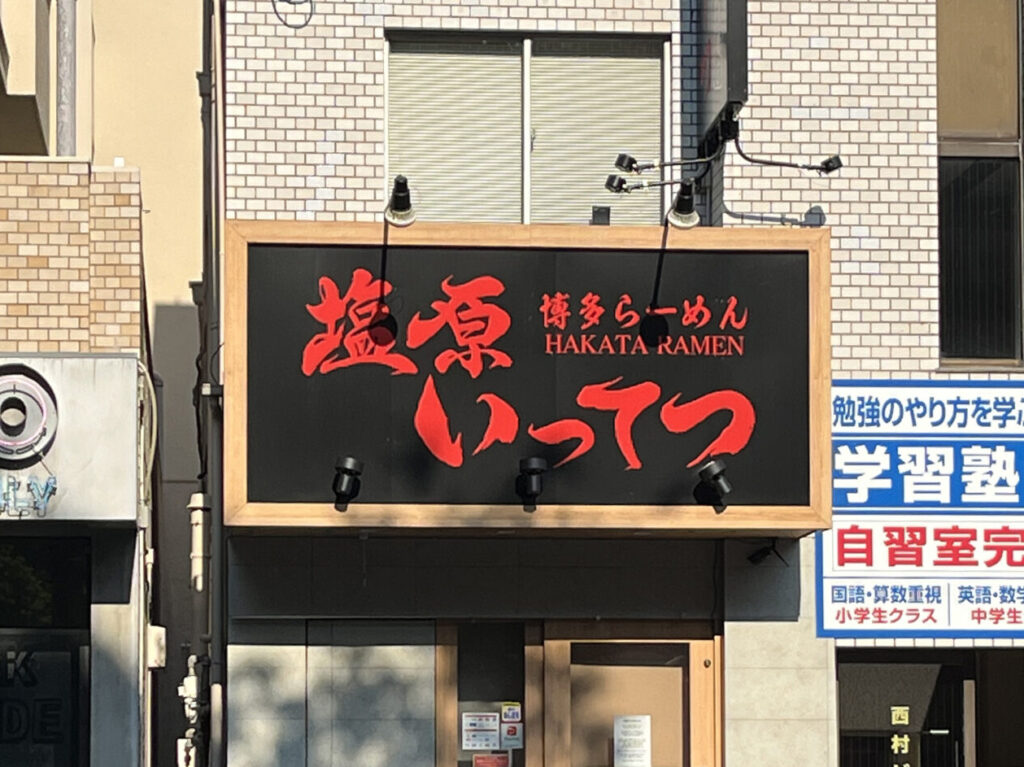 塩原
博多らーめん
HAKATA RAMEN
いってつ
勉強のやり方を学ぶ
学習塾
自習室完
国語・算数重視
小学生クラス
英語・数学
中学生
西村